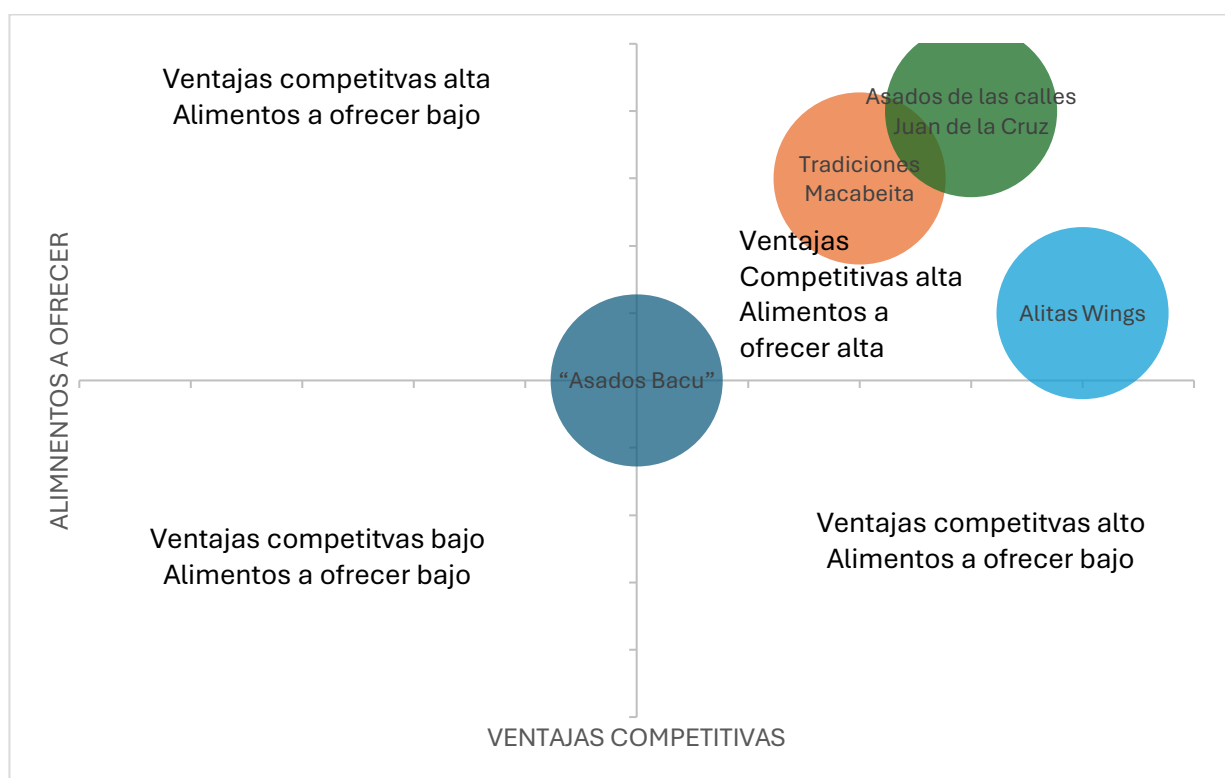 Ventajas competitvas alta
Alimentos a ofrecer bajo
Asados de las calles
Juan de la Cruz
Tradiciones
Macabeita
Ventajas
Competitivas alta
Alimentos a
ofrecer alta
Alitas Wings
“Asados Bacu”
ALIMNENTOS A OFRECER
Ventajas competitvas bajo
Alimentos a ofrecer bajo
Ventajas competitvas alto
Alimentos a ofrecer bajo
VENTAJAS COMPETITIVAS